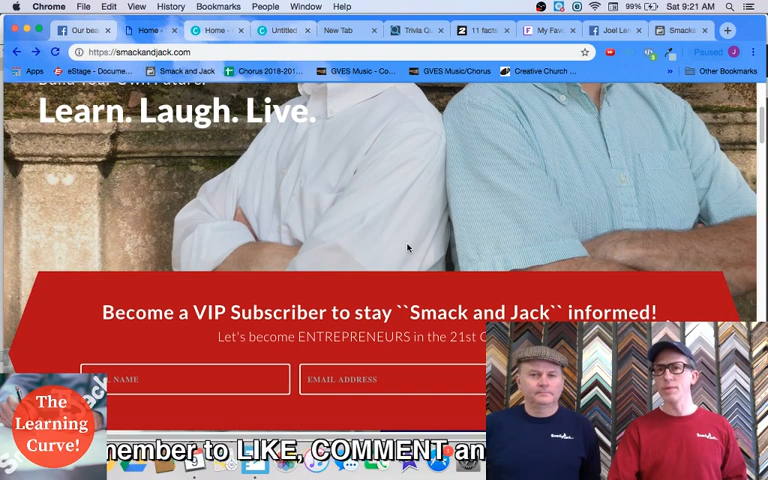 Chrome File Edit View History Bookmarks People Window Help 99% Sat 9:21 AM
Our bea Home - Home - Untitled New Tab Trivia Q 11 facts My Fav Joel Ler Smacka
https://smackandjack.com Paused
Apps eStage - Docume... Smack and Jack Chorus 2018-201... GVES Music - Co... GVES Music/Chorus Creative Church ... » Other Bookmarks
Learn. Laugh. Live.
Become a VIP Subscriber to stay ``Smack and Jack`` informed!
Let's become ENTREPRENEURS in the 21st C
NAME EMAIL ADDRESS
The
Learning
Curve!
member to LIKE, COMMENT an